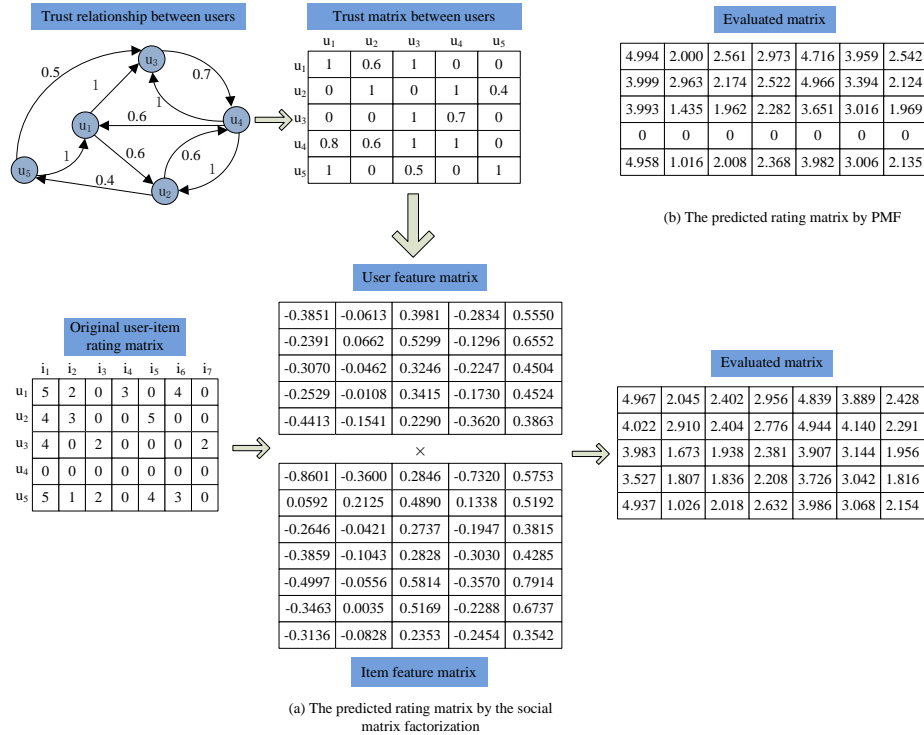 Trust relationship between users
0.5
u3
0.7
1
1
u1
0.6
u4
1
0.6
0.6
u5
0.4
u2
1
Trust matrix between users
u1 u2 u3 u4 u5
u1 1 0.6 1 0 0
u2 0 1 0 1 0.4
u3 0 0 1 0.7 0
u4 0.8 0.6 1 1 0
u5 1 0 0.5 0 1
Evaluated matrix
4.994 2.000 2.561 2.973 4.716 3.959 2.542
3.999 2.963 2.174 2.522 4.966 3.394 2.124
3.993 1.435 1.962 2.282 3.651 3.016 1.969
0 0 0 0 0 0 0
4.958 1.016 2.008 2.368 3.982 3.006 2.135
(b) The predicted rating matrix by PMF
Original user-item
rating matrix
i1 i2 i3 i4 i5 i6 i7
u1 5 2 0 3 0 4 0
u2 4 3 0 0 5 0 0
u3 4 0 2 0 0 0 2
u4 0 0 0 0 0 0 0
u5 5 1 2 0 4 3 0
User feature matrix
-0.3851 -0.0613 0.3981 -0.2834 0.5550
-0.2391 0.0662 0.5299 -0.1296 0.6552
-0.3070 -0.0462 0.3246 -0.2247 0.4504
-0.2529 -0.0108 0.3415 -0.1730 0.4524
-0.4413 -0.1541 0.2290 -0.3620 0.3863
×
-0.8601 -0.3600 0.2846 -0.7320 0.5753
0.0592 0.2125 0.4890 0.1338 0.5192
-0.2646 -0.0421 0.2737 -0.1947 0.3815
-0.3859 -0.1043 0.2828 -0.3030 0.4285
-0.4997 -0.0556 0.5814 -0.3570 0.7914
-0.3463 0.0035 0.5169 -0.2288 0.6737
-0.3136 -0.0828 0.2353 -0.2454 0.3542
Item feature matrix
Evaluated matrix
4.967 2.045 2.402 2.956 4.839 3.889 2.428
4.022 2.910 2.404 2.776 4.944 4.140 2.291
3.983 1.673 1.938 2.381 3.907 3.144 1.956
3.527 1.807 1.836 2.208 3.726 3.042 1.816
4.937 1.026 2.018 2.632 3.986 3.068 2.154
(a) The predicted rating matrix by the social
matrix factorization